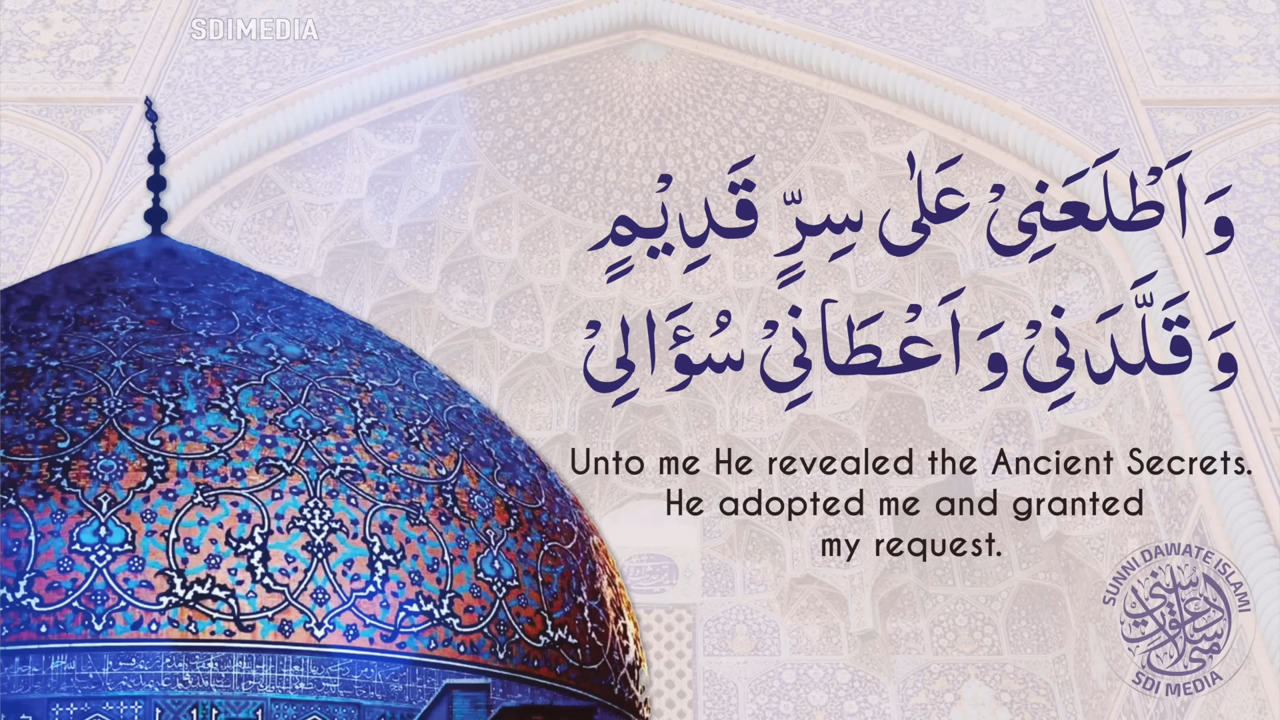 SDIMEDIA
وَ اَطْلَعَنِیْ عَلٰی سِرٍّ قَدِیْمٍ
وَ قَلَّدَنِیْ وَ اَعْطَانِیْ سُؤَالِیْ
Unto me He revealed the Ancient Secrets.
He adopted me and granted
my request.
SUNNI DAWATE ISLAMI
SDI MEDIA